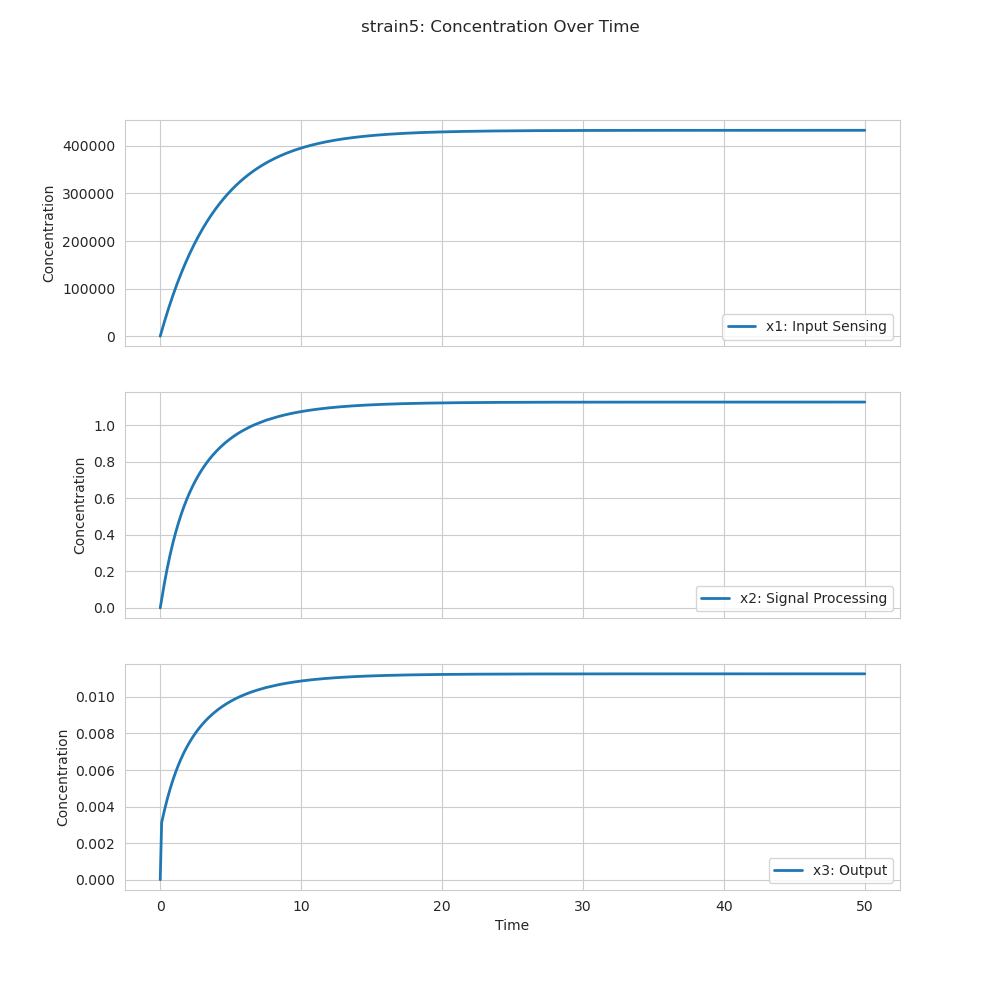 strain5: Concentration Over Time
400000
300000
200000
100000
0
Concentration
x1: Input Sensing
1.0
0.8
0.6
0.4
0.2
0.0
Concentration
x2: Signal Processing
0.010
0.008
0.006
0.004
0.002
0.000
Concentration
x3: Output
0 10 20 30 40 50
Time